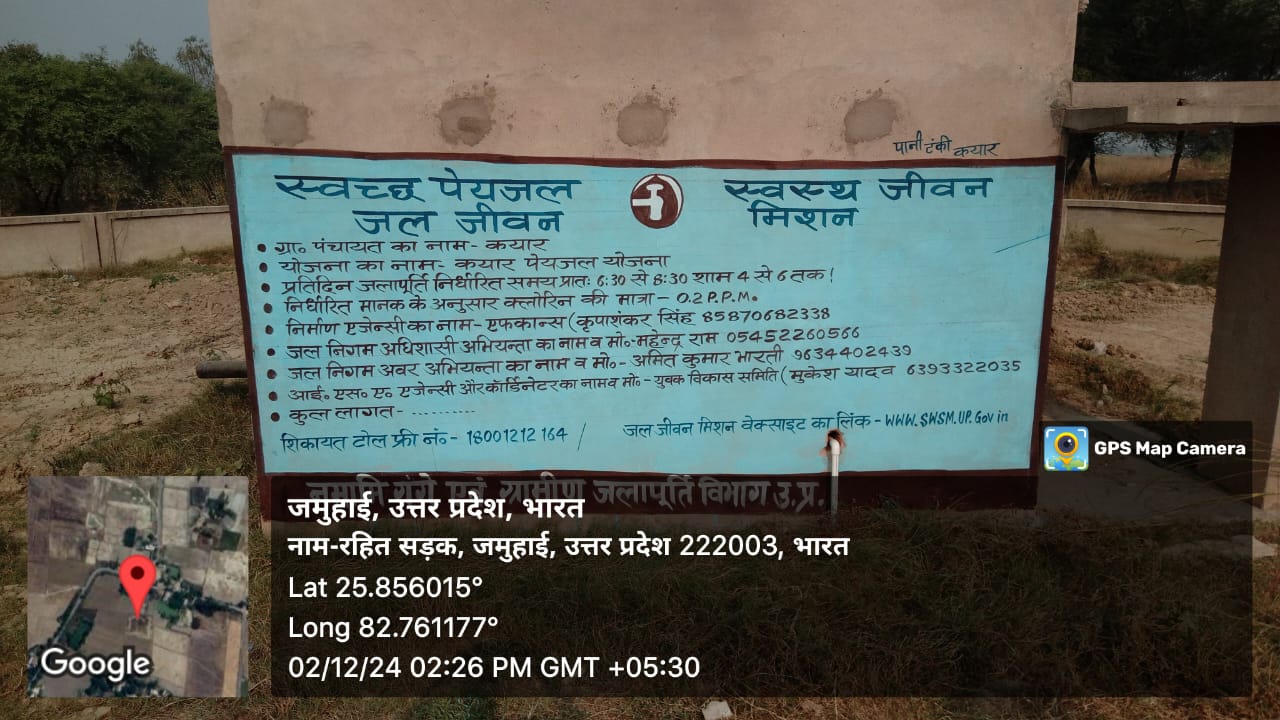 पानी टंकी कयार
स्वच्छ पेयजल स्वस्थ जीवन
जल जीवन मिशन
• ग्रा० पंचायत का नाम- कयार
• योजना का नाम- कयार पेयजल योजना
• प्रतिदिन जलापूर्ति निर्धारित समय प्रातः 6:30 से 8:30 शाम 4 से 6 तक!
• निर्धारित मानक के अनुसार क्लोरिन की मात्रा - 0.2 P.P.M.
• निर्माण एजेन्सी का नाम- एफकान्स (कृपाशंकर सिंह 85870682338
• जल निगम अधिशासी अभियन्ता का नाम व मो०-महेन्द्र राम 05452260566
• जल निगम अवर अभियन्ता का नाम व मो०- अमित कुमार भारती 9634402439
• आई० एस० ए० एजेन्सी और कॉर्डिनेटर का नाम व मो०- युवक विकास समिति (मुकेश यादव 6393322035
• कुल लागत- ..........
शिकायत टोल फ्री नं०- 18001212164 / जल जीवन मिशन वेक्साइट का लिंक - WWW.SWSM.UP.Gov in
नमामि गंगे एवं ग्रामीण जलापूर्ति विभाग उ.प्र.
GPS Map Camera
जमुहाई, उत्तर प्रदेश, भारत
नाम-रहित सड़क, जमुहाई, उत्तर प्रदेश 222003, भारत
Lat 25.856015°
Long 82.761177°
02/12/24 02:26 PM GMT +05:30
Google